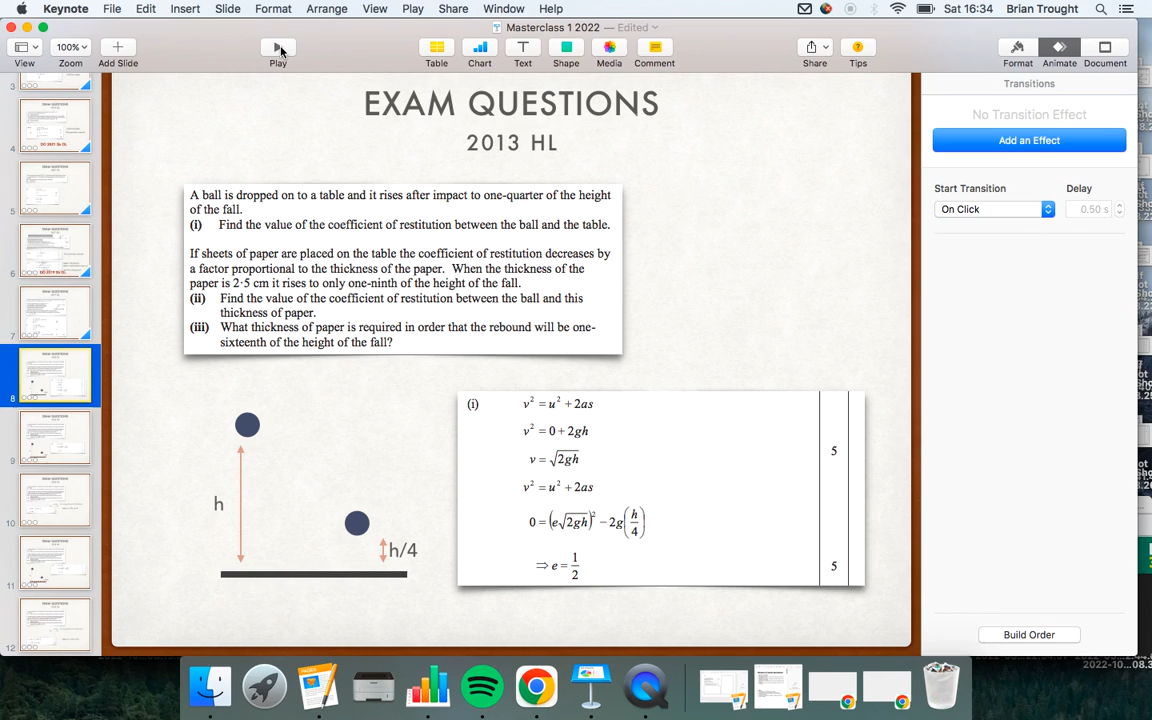 Keynote File Edit Insert Slide Format Arrange View Play Share Window Help Sat 16:34 Brian Trought
Masterclass 1 2022 — Edited
100%
View Zoom Add Slide Play Table Chart Text Shape Media Comment Share Tips Format Animate Document
Transitions
No Transition Effect
Add an Effect
Start Transition Delay
On Click 0.50 s
Build Order
3
4
5
6
7
8
9
10
11
12
EXAM QUESTIONS
2013 HL
A ball is dropped on to a table and it rises after impact to one-quarter of the height
of the fall.
(i) Find the value of the coefficient of restitution between the ball and the table.
If sheets of paper are placed on the table the coefficient of restitution decreases by
a factor proportional to the thickness of the paper. When the thickness of the
paper is 2·5 cm it rises to only one-ninth of the height of the fall.
(ii) Find the value of the coefficient of restitution between the ball and this
thickness of paper.
(iii) What thickness of paper is required in order that the rebound will be one-
sixteenth of the height of the fall?
h
h/4
(i) v² = u² + 2as
v² = 0 + 2gh
v = √2gh
5
v² = u² + 2as
0 = (e√2gh)² − 2g(h/4)
⇒ e = 1/2
5